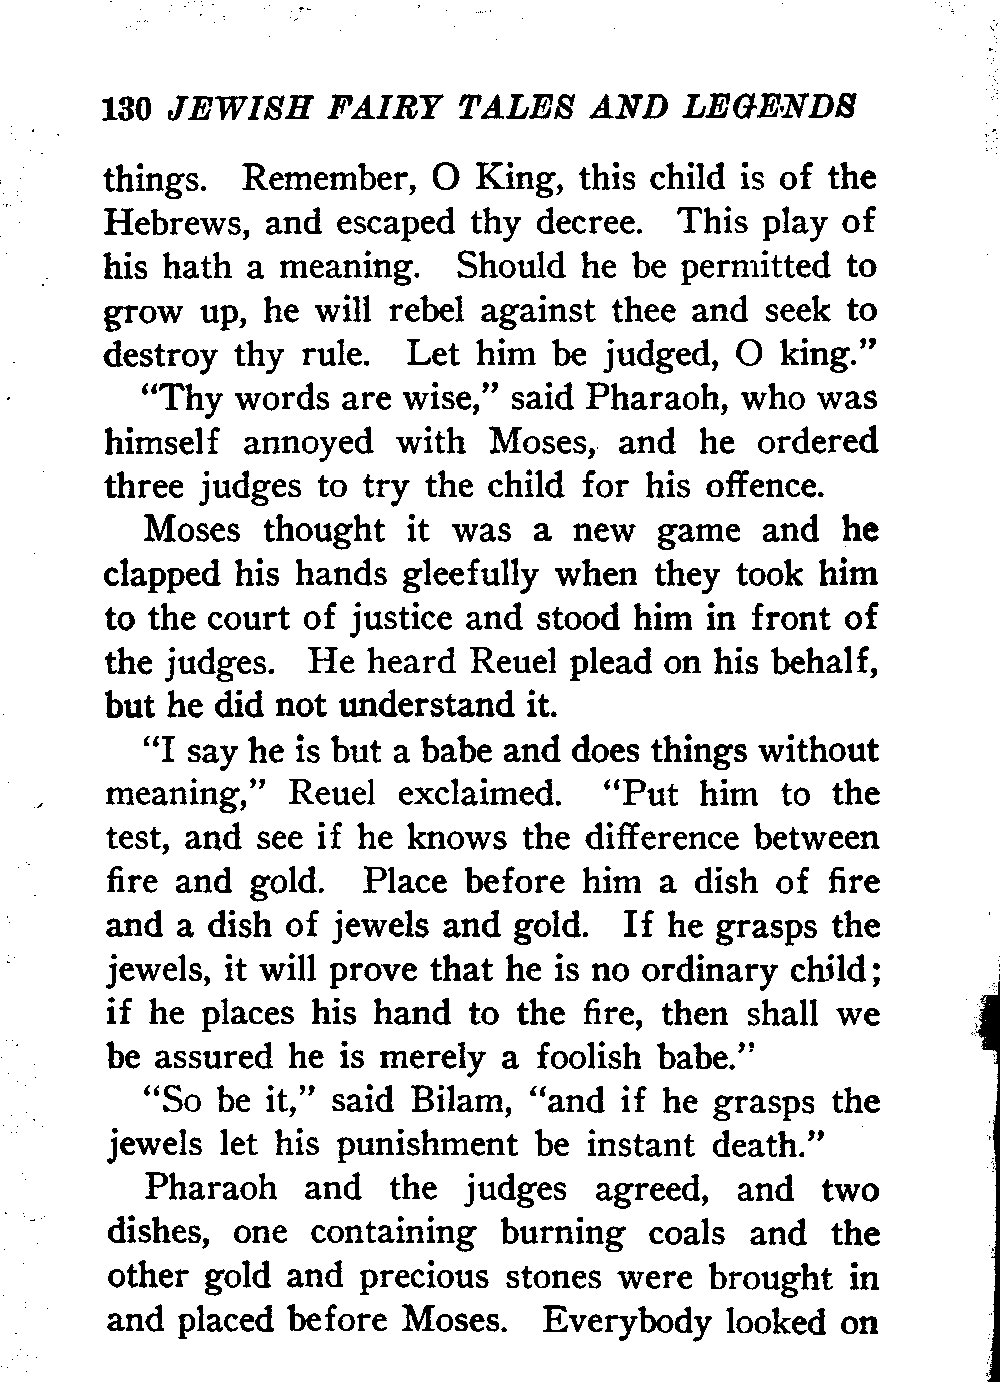 130 JEWISH FAIRY TALES AND LEGENDS
things. Remember, O King, this child is of the
Hebrews, and escaped thy decree. This play of
his hath a meaning. Should he be permitted to
grow up, he will rebel against thee and seek to
destroy thy rule. Let him be judged, O king.”
“Thy words are wise,” said Pharaoh, who was
himself annoyed with Moses, and he ordered
three judges to try the child for his offence.
Moses thought it was a new game and he
clapped his hands gleefully when they took him
to the court of justice and stood him in front of
the judges. He heard Reuel plead on his behalf,
but he did not understand it.
“I say he is but a babe and does things without
meaning,” Reuel exclaimed. “Put him to the
test, and see if he knows the difference between
fire and gold. Place before him a dish of fire
and a dish of jewels and gold. If he grasps the
jewels, it will prove that he is no ordinary child;
if he places his hand to the fire, then shall we
be assured he is merely a foolish babe.”
“So be it,” said Bilam, “and if he grasps the
jewels let his punishment be instant death.”
Pharaoh and the judges agreed, and two
dishes, one containing burning coals and the
other gold and precious stones were brought in
and placed before Moses. Everybody looked on